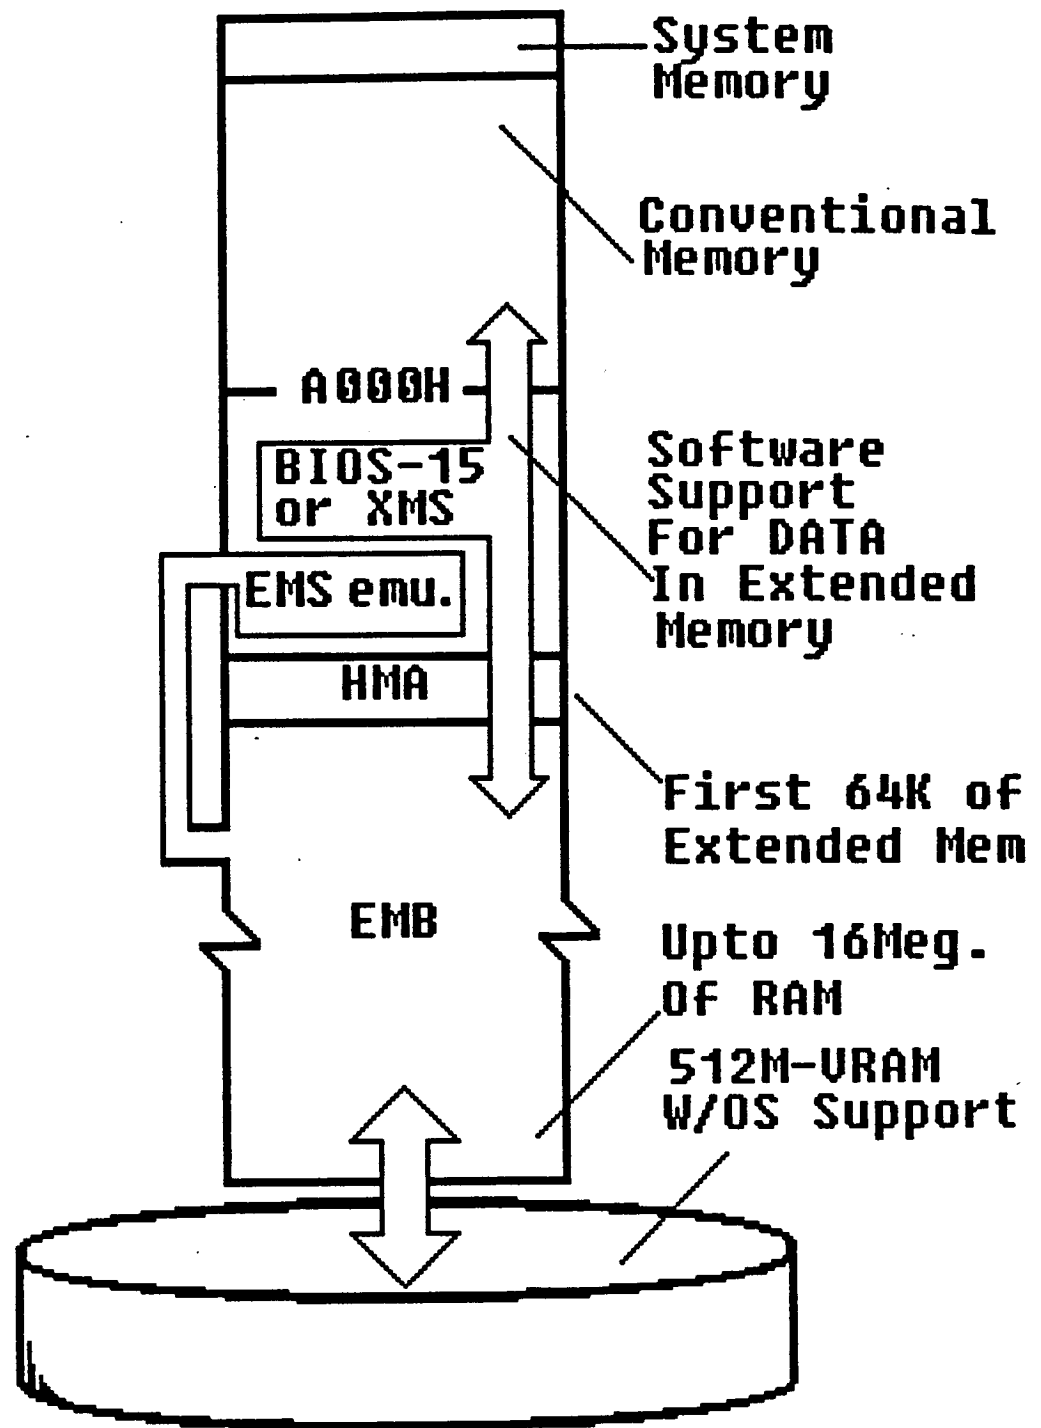 System
Memory
Conventional
Memory
A000H
BIOS-15
or XMS
Software
Support
For DATA
In Extended
Memory
EMS emu.
HMA
First 64K of
Extended Mem
EMB
Upto 16Meg.
Of RAM
512M-VRAM
W/OS Support